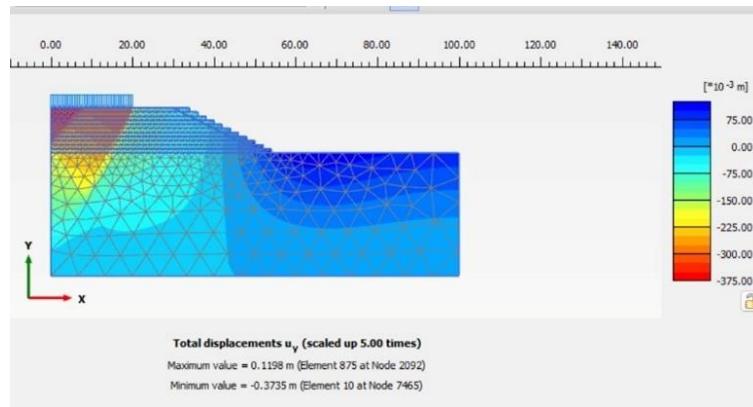 0.00 20.00 40.00 60.00 80.00 100.00 120.00 140.00
[*10⁻³ m]
75.00
0.00
-75.00
-150.00
-225.00
-300.00
-375.00
Y
X
Total displacements uy (scaled up 5.00 times)
Maximum value = 0.1198 m (Element 875 at Node 2092)
Minimum value = -0.3735 m (Element 10 at Node 7465)